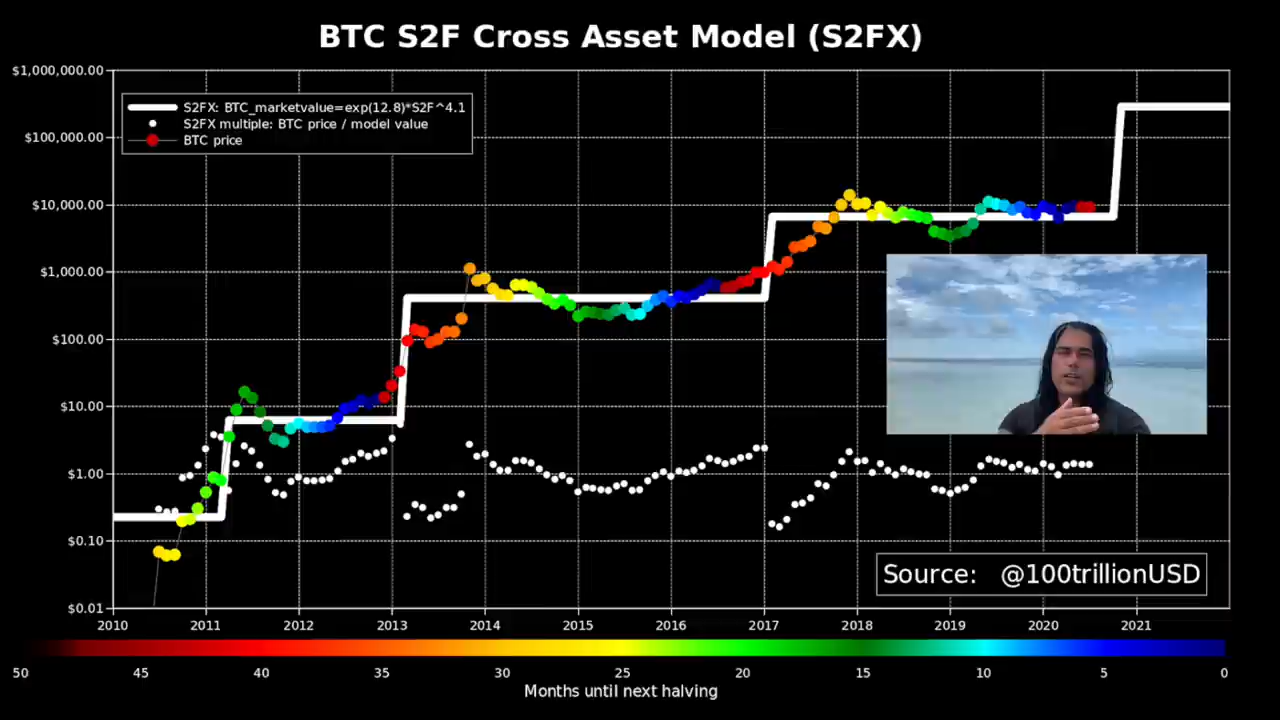 BTC S2F Cross Asset Model (S2FX)
$1,000,000.00
S2FX: BTC_marketvalue=exp(12.8)*S2F^4.1
S2FX multiple: BTC price / model value
$100,000.00
BTC price
$10,000.00
$1,000.00
$100.00
$10.00
$1.00
$0.10
Source: @100trillionUSD
$0.01
2010 2011 2012 2013 2014 2015 2016 2017 2018 2019 2020 2021
50 45 40 35 30 25 20 15 10 5 0
Months until next halving